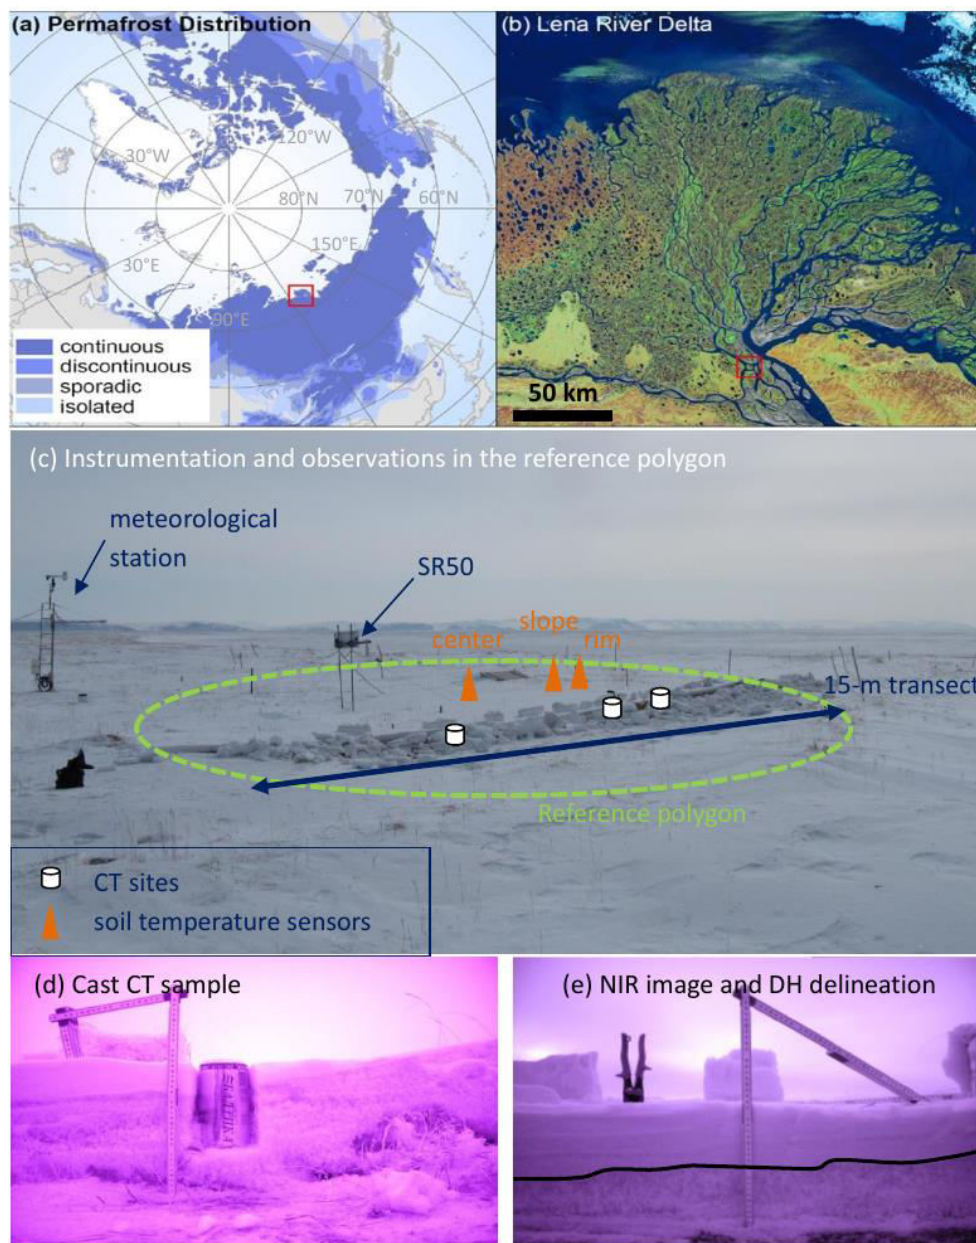 (a) Permafrost Distribution
120°W
30°W
80°N
70°N
60°N
150°E
30°E
90°E
continuous
discontinuous
sporadic
isolated
(b) Lena River Delta
50 km
(c) Instrumentation and observations in the reference polygon
meteorological
station
SR50
slope
center
rim
15-m transect
Reference polygon
CT sites
soil temperature sensors
(d) Cast CT sample
(e) NIR image and DH delineation